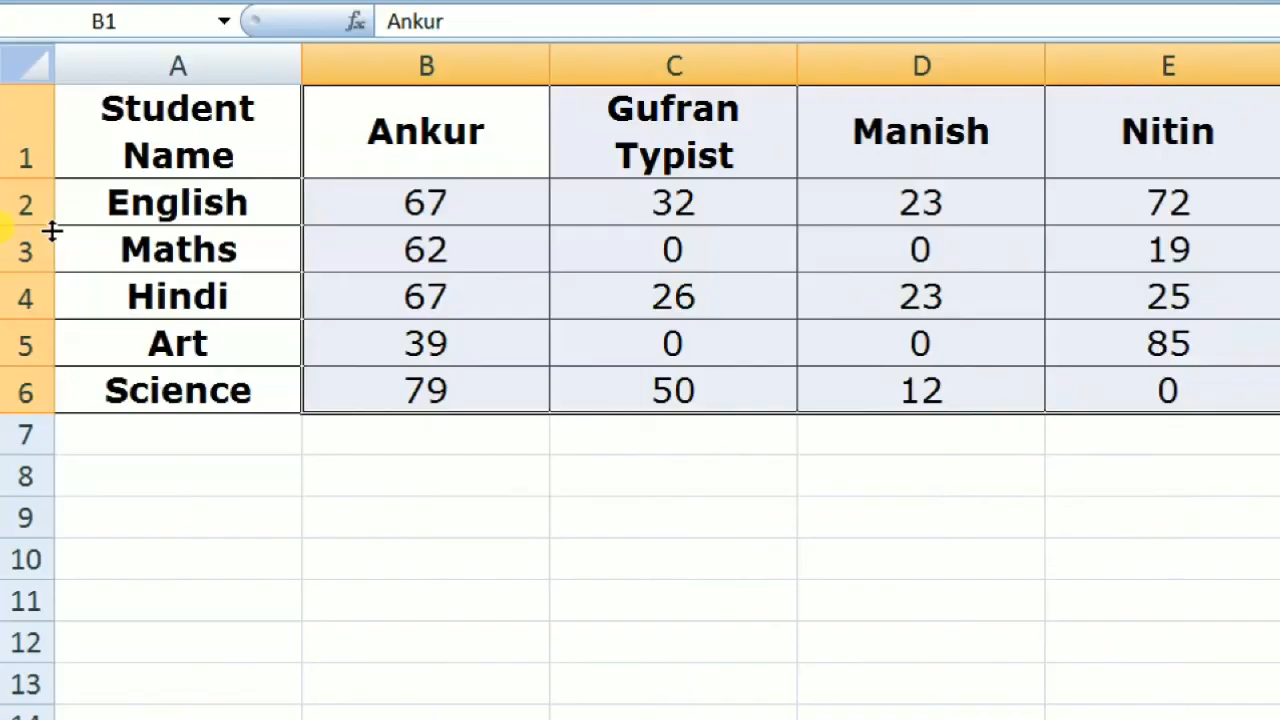 B1 fx Ankur
A B C D E
Student Gufran
Ankur Manish Nitin
1 Name Typist
2 English 67 32 23 72
3 Maths 62 0 0 19
4 Hindi 67 26 23 25
5 Art 39 0 0 85
6 Science 79 50 12 0
7
8
9
10
11
12
13
14